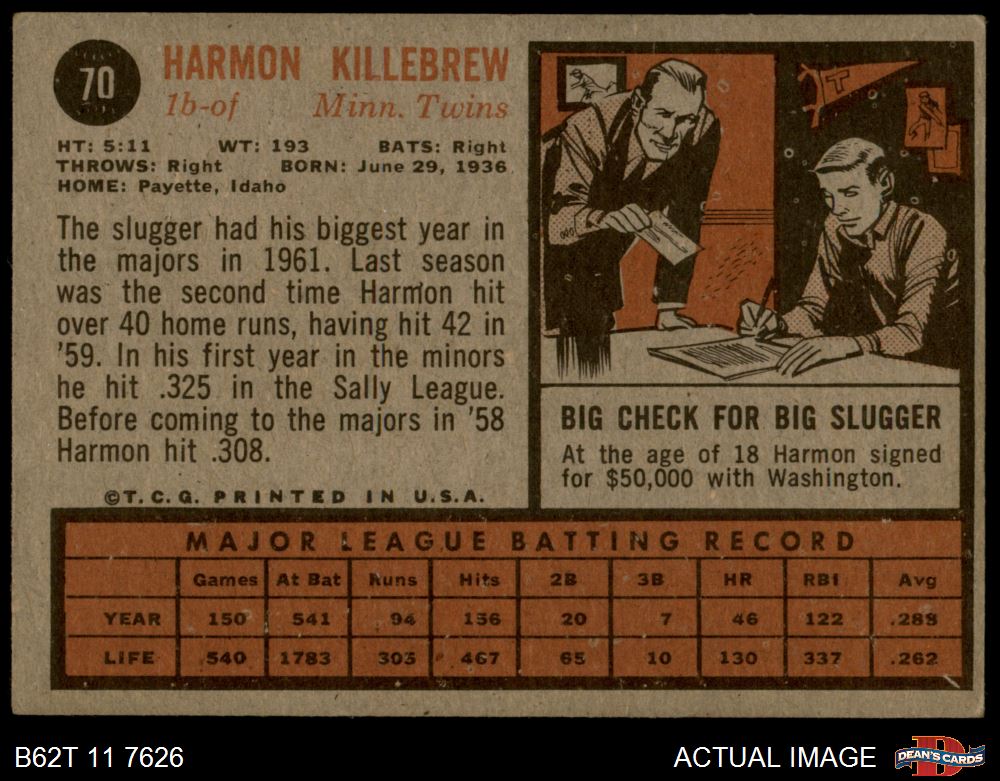 70
HARMON KILLEBREW
1b-of Minn. Twins
HT: 5:11 WT: 193 BATS: Right
THROWS: Right BORN: June 29, 1936
HOME: Payette, Idaho
The slugger had his biggest year in
the majors in 1961. Last season
was the second time Harmon hit
over 40 home runs, having hit 42 in
'59. In his first year in the minors
he hit .325 in the Sally League.
Before coming to the majors in '58
Harmon hit .308.
©T.C.G. PRINTED IN U.S.A.
T
BIG CHECK FOR BIG SLUGGER
At the age of 18 Harmon signed
for $50,000 with Washington.
MAJOR LEAGUE BATTING RECORD
Games At Bat Runs Hits 2B 3B HR RBI Avg
YEAR 150 541 94 156 20 7 46 122 .288
LIFE 540 1783 303 467 65 10 130 337 .262
B62T 11 7626
ACTUAL IMAGE
D
DEAN'S CARDS